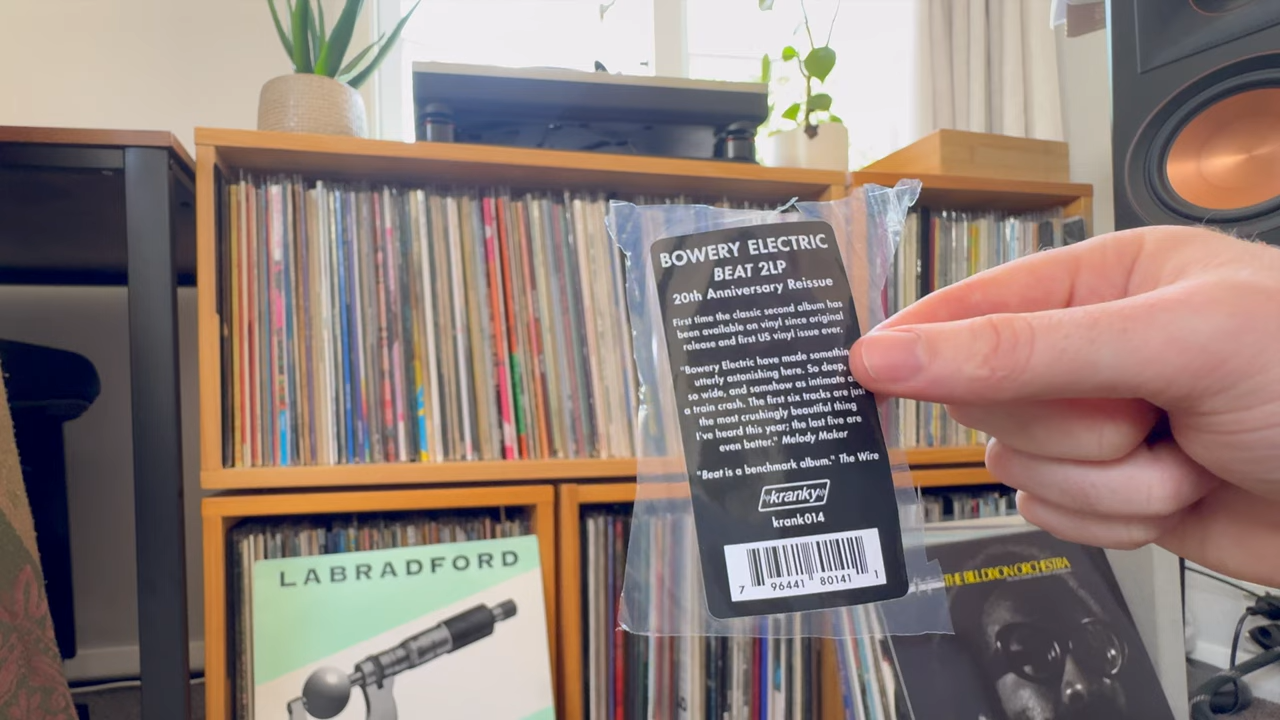 BOWERY ELECTRIC
BEAT 2LP
20th Anniversary Reissue
First time the classic second album has
been available on vinyl since original
release and first US vinyl issue ever.
"Bowery Electric have made somethin
utterly astonishing here. So deep,
so wide, and somehow as intimate a
a train crash. The first six tracks are just
the most crushingly beautiful thing
I've heard this year; the last five are
even better." Melody Maker
"Beat is a benchmark album." The Wire
kranky
krank014
7 96441 80141 1
LABRADFORD
THE BILL DIXON ORCHESTRA